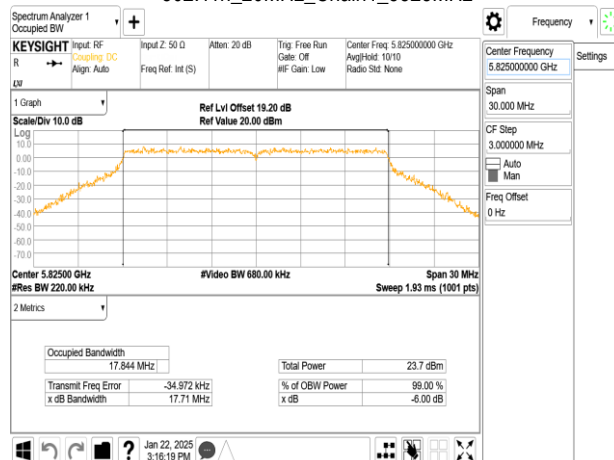 Spectrum Analyzer 1
Occupied BW
Frequency
KEYSIGHT
Input: RF
Coupling: DC
Align: Auto
Input Z: 50 Ω
Freq Ref: Int (S)
Atten: 20 dB
Trig: Free Run
Gate: Off
#IF Gain: Low
Center Freq: 5.825000000 GHz
Avg|Hold: 10/10
Radio Std: None
R
LXI
Center Frequency
5.825000000 GHz
Settings
Span
30.000 MHz
CF Step
3.000000 MHz
Auto
Man
Freq Offset
0 Hz
1 Graph
Scale/Div 10.0 dB
Ref Lvl Offset 19.20 dB
Ref Value 20.00 dBm
Log
10.0
0.00
-10.0
-20.0
-30.0
-40.0
-50.0
-60.0
-70.0
Center 5.82500 GHz
#Video BW 680.00 kHz
Span 30 MHz
#Res BW 220.00 kHz
Sweep 1.93 ms (1001 pts)
2 Metrics
Occupied Bandwidth
17.844 MHz
Total Power 23.7 dBm
Transmit Freq Error -34.972 kHz
% of OBW Power 99.00 %
x dB Bandwidth 17.71 MHz
x dB -6.00 dB
Jan 22, 2025
3:16:19 PM